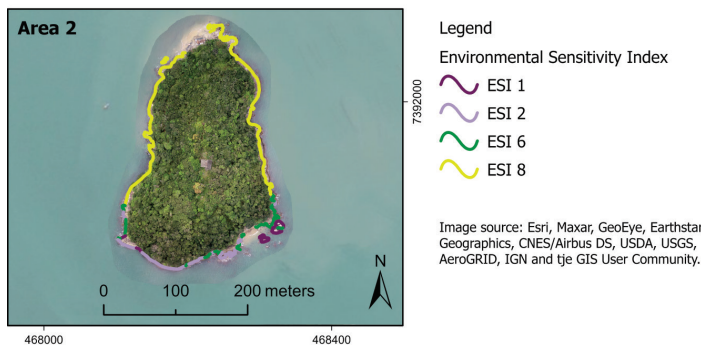 Area 2
N
0 100 200 meters
468000
468400
7392000
Legend
Environmental Sensitivity Index
ESI 1
ESI 2
ESI 6
ESI 8
Image source: Esri, Maxar, GeoEye, Earthstar
Geographics, CNES/Airbus DS, USDA, USGS,
AeroGRID, IGN and tje GIS User Community.